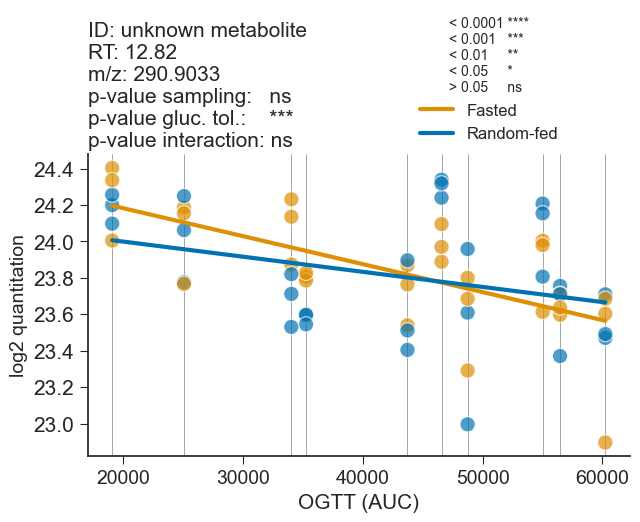 ID: unknown metabolite
RT: 12.82
m/z: 290.9033
p-value sampling: ns
p-value gluc. tol.: ***
p-value interaction: ns
< 0.0001 ****
< 0.001 ***
< 0.01 **
< 0.05 *
> 0.05 ns
Fasted
Random-fed
24.4
24.2
24.0
23.8
23.6
23.4
23.2
23.0
log2 quantitation
20000 30000 40000 50000 60000
OGTT (AUC)